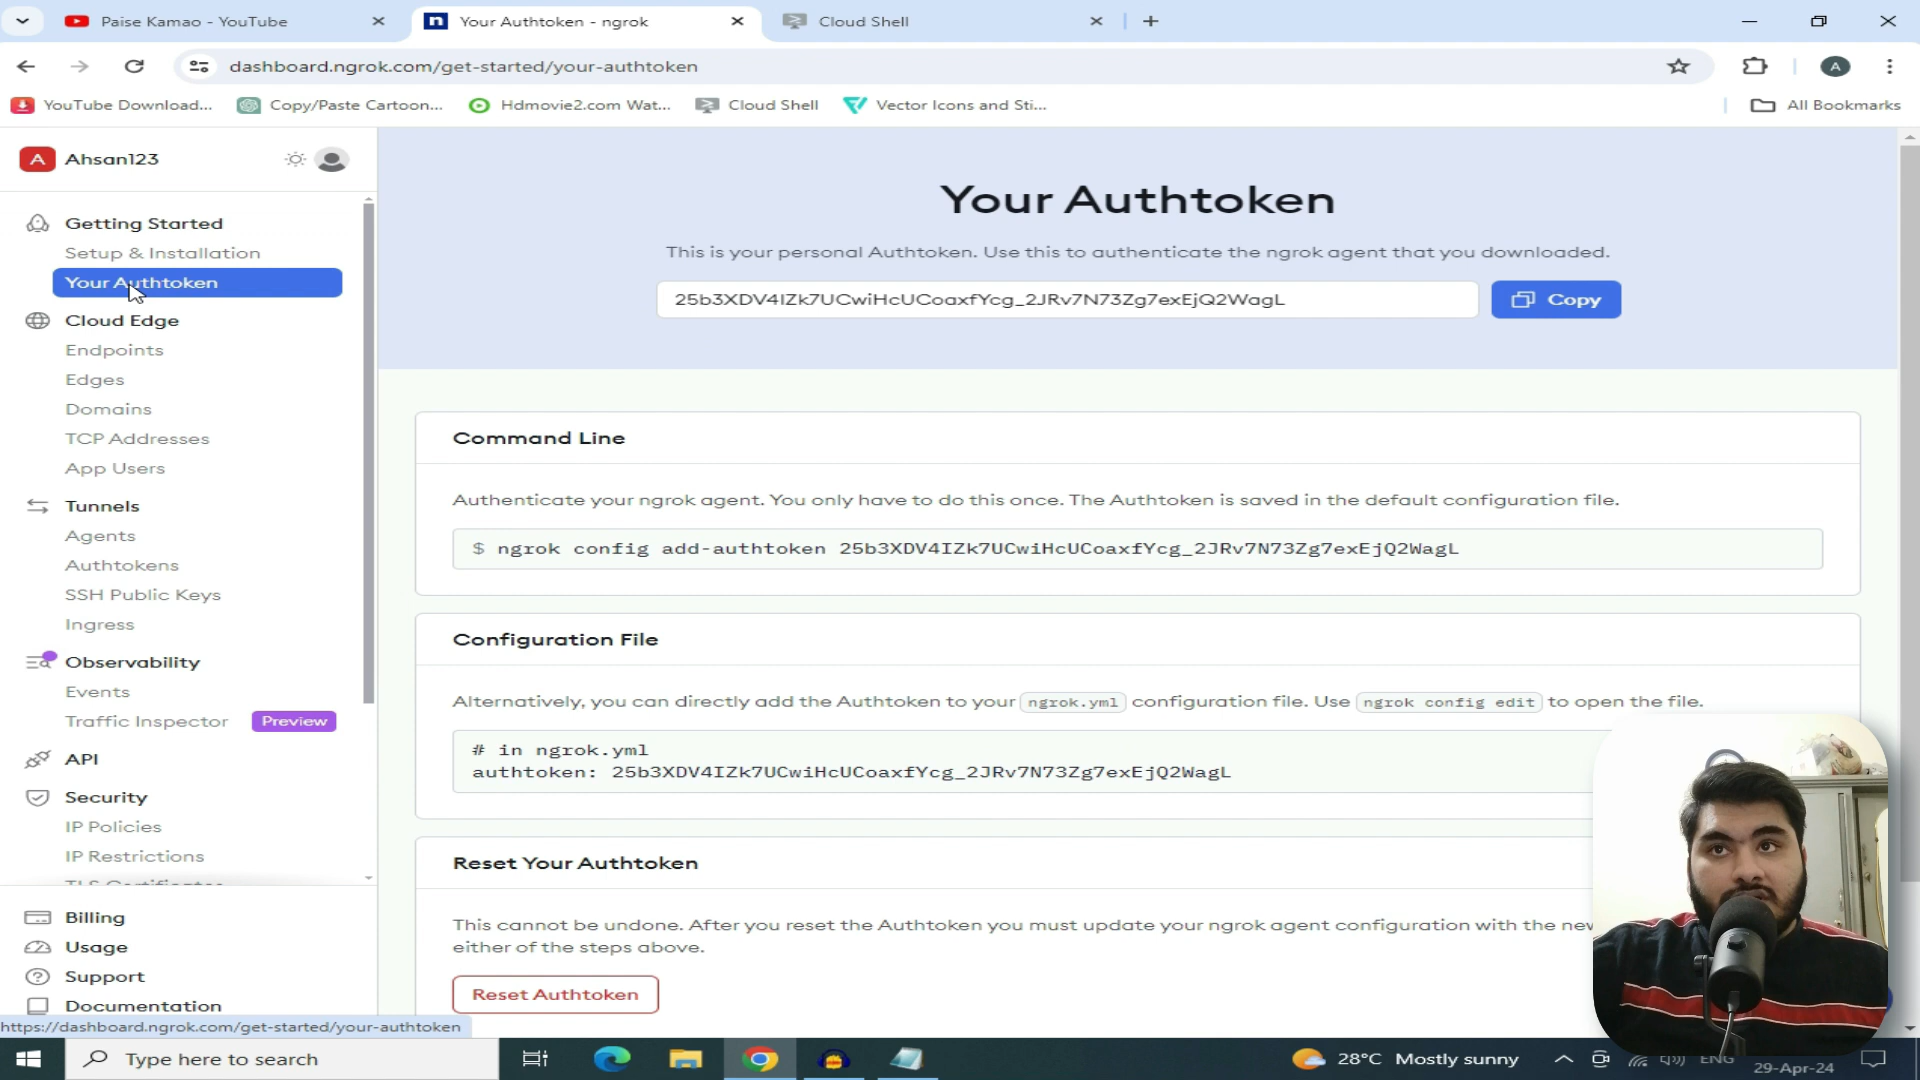 Paise Kamao - YouTube
Your Authtoken - ngrok
Cloud Shell
dashboard.ngrok.com/get-started/your-authtoken
A
YouTube Download...
Copy/Paste Cartoon...
Hdmovie2.com Wat...
Cloud Shell
Vector Icons and Sti...
All Bookmarks
A Ahsan123
Getting Started
Setup & Installation
Your Authtoken
Cloud Edge
Endpoints
Edges
Domains
TCP Addresses
App Users
Tunnels
Agents
Authtokens
SSH Public Keys
Ingress
Observability
Events
Traffic Inspector Preview
API
Security
IP Policies
IP Restrictions
TLS Certificates
Billing
Usage
Support
Documentation
https://dashboard.ngrok.com/get-started/your-authtoken
Your Authtoken
This is your personal Authtoken. Use this to authenticate the ngrok agent that you downloaded.
25b3XDV4IZk7UCwiHcUCoaxfYcg_2JRv7N73Zg7exEjQ2WagL
Copy
Command Line
Authenticate your ngrok agent. You only have to do this once. The Authtoken is saved in the default configuration file.
$ ngrok config add-authtoken 25b3XDV4IZk7UCwiHcUCoaxfYcg_2JRv7N73Zg7exEjQ2WagL
Configuration File
Alternatively, you can directly add the Authtoken to your ngrok.yml configuration file. Use ngrok config edit to open the file.
# in ngrok.yml
authtoken: 25b3XDV4IZk7UCwiHcUCoaxfYcg_2JRv7N73Zg7exEjQ2WagL
Reset Your Authtoken
This cannot be undone. After you reset the Authtoken you must update your ngrok agent configuration with the new
either of the steps above.
Reset Authtoken
Type here to search
28°C Mostly sunny
ENG
29-Apr-24